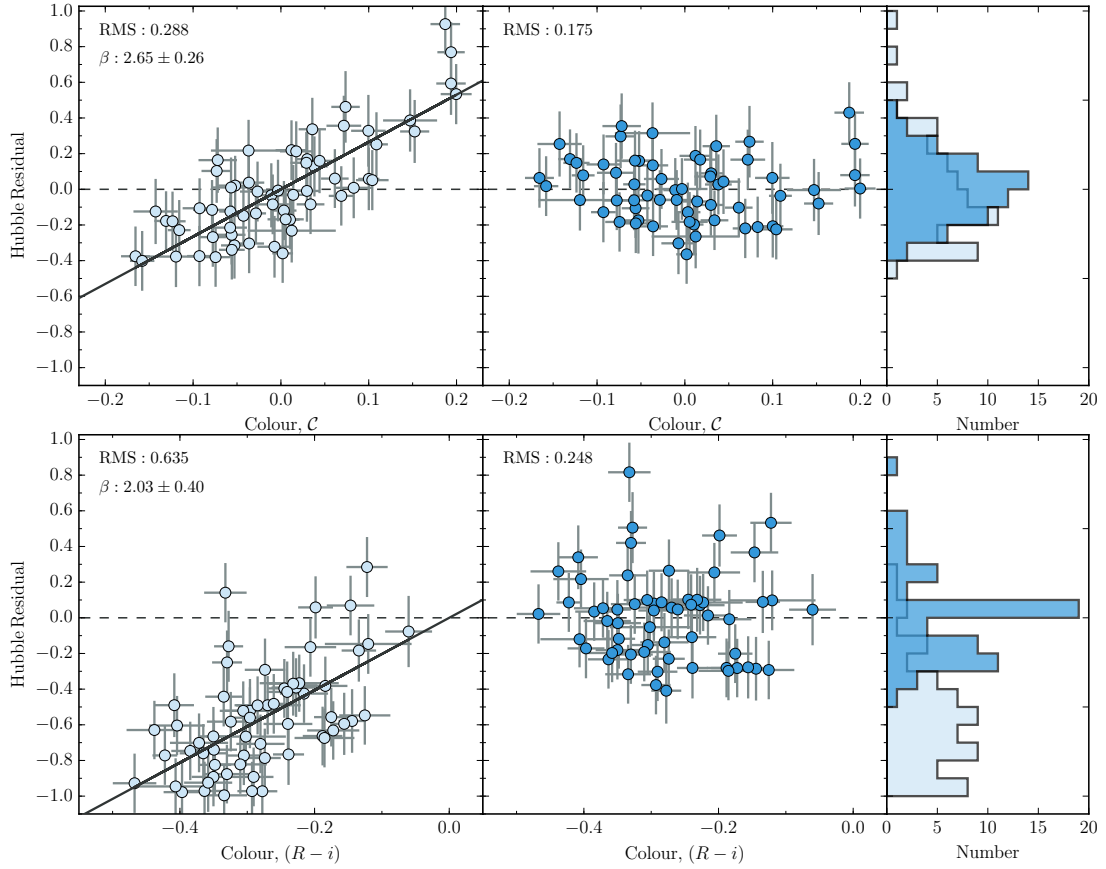 1.0
0.8
0.6
0.4
0.2
0.0
−0.2
−0.4
−0.6
−0.8
−1.0
Hubble Residual
RMS : 0.288
β : 2.65 ± 0.26
RMS : 0.175
−0.2 −0.1 0.0 0.1 0.2
−0.2 −0.1 0.0 0.1 0.2
0 5 10 15 20
Colour, 𝒞
Colour, 𝒞
Number
1.0
0.8
0.6
0.4
0.2
0.0
−0.2
−0.4
−0.6
−0.8
−1.0
Hubble Residual
RMS : 0.635
β : 2.03 ± 0.40
RMS : 0.248
−0.4 −0.2 0.0
−0.4 −0.2 0.0
0 5 10 15 20
Colour, (R − i)
Colour, (R − i)
Number